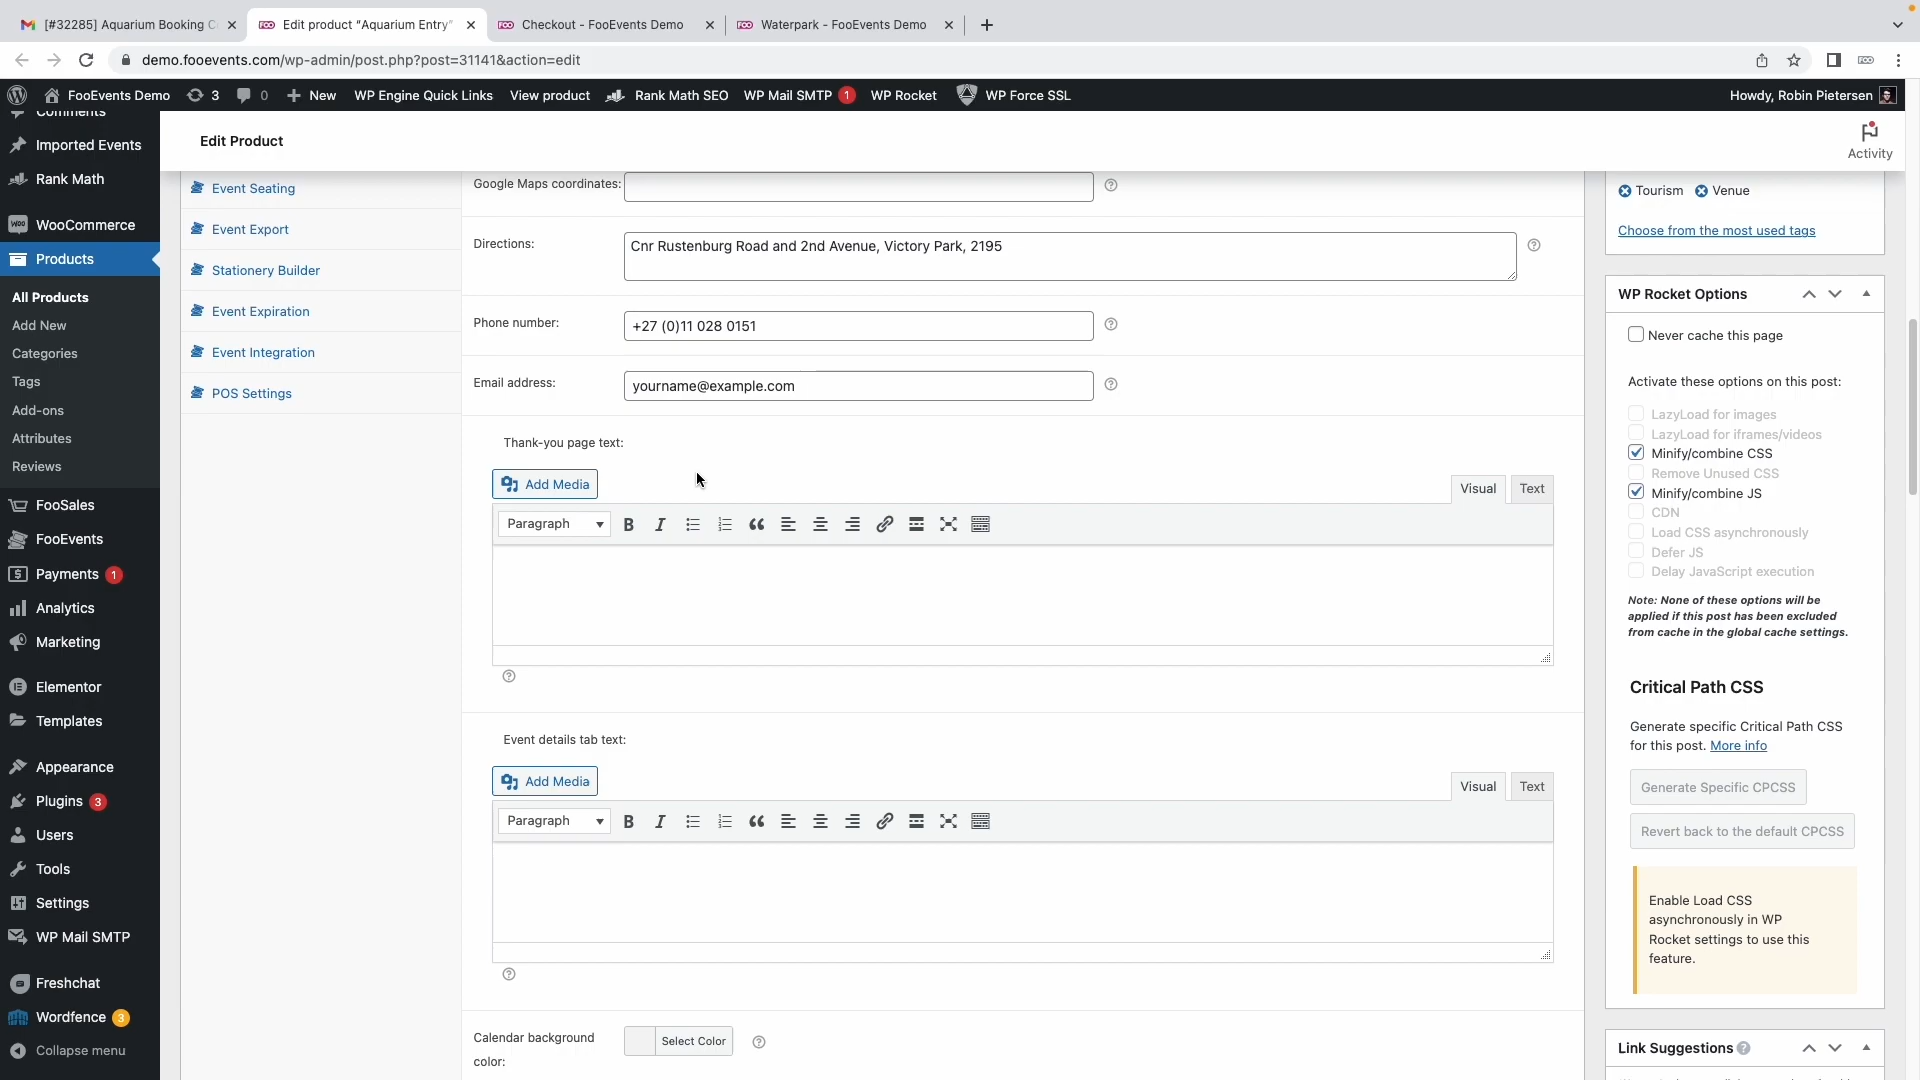 [#32285] Aquarium Booking C
Edit product "Aquarium Entry"
Checkout - FooEvents Demo
Waterpark - FooEvents Demo
demo.fooevents.com/wp-admin/post.php?post=31141&action=edit
FooEvents Demo
3
0
New
WP Engine Quick Links
View product
Rank Math SEO
WP Mail SMTP 1
WP Rocket
WP Force SSL
Howdy, Robin Pietersen
Comments
Imported Events
Rank Math
WooCommerce
Products
All Products
Add New
Categories
Tags
Add-ons
Attributes
Reviews
FooSales
FooEvents
Payments 1
Analytics
Marketing
Elementor
Templates
Appearance
Plugins 3
Users
Tools
Settings
WP Mail SMTP
Freshchat
Wordfence 3
Collapse menu
Edit Product
Activity
Event Seating
Event Export
Stationery Builder
Event Expiration
Event Integration
POS Settings
Google Maps coordinates:
Directions:
Cnr Rustenburg Road and 2nd Avenue, Victory Park, 2195
Phone number:
+27 (0)11 028 0151
Email address:
yourname@example.com
Thank-you page text:
Add Media
Visual
Text
Paragraph
B
I
Event details tab text:
Add Media
Visual
Text
Paragraph
B
I
Calendar background
color:
Select Color
Tourism
Venue
Choose from the most used tags
WP Rocket Options
Never cache this page
Activate these options on this post:
LazyLoad for images
LazyLoad for iframes/videos
Minify/combine CSS
Remove Unused CSS
Minify/combine JS
CDN
Load CSS asynchronously
Defer JS
Delay JavaScript execution
Note: None of these options will be
applied if this post has been excluded
from cache in the global cache settings.
Critical Path CSS
Generate specific Critical Path CSS
for this post. More info
Generate Specific CPCSS
Revert back to the default CPCSS
Enable Load CSS
asynchronously in WP
Rocket settings to use this
feature.
Link Suggestions